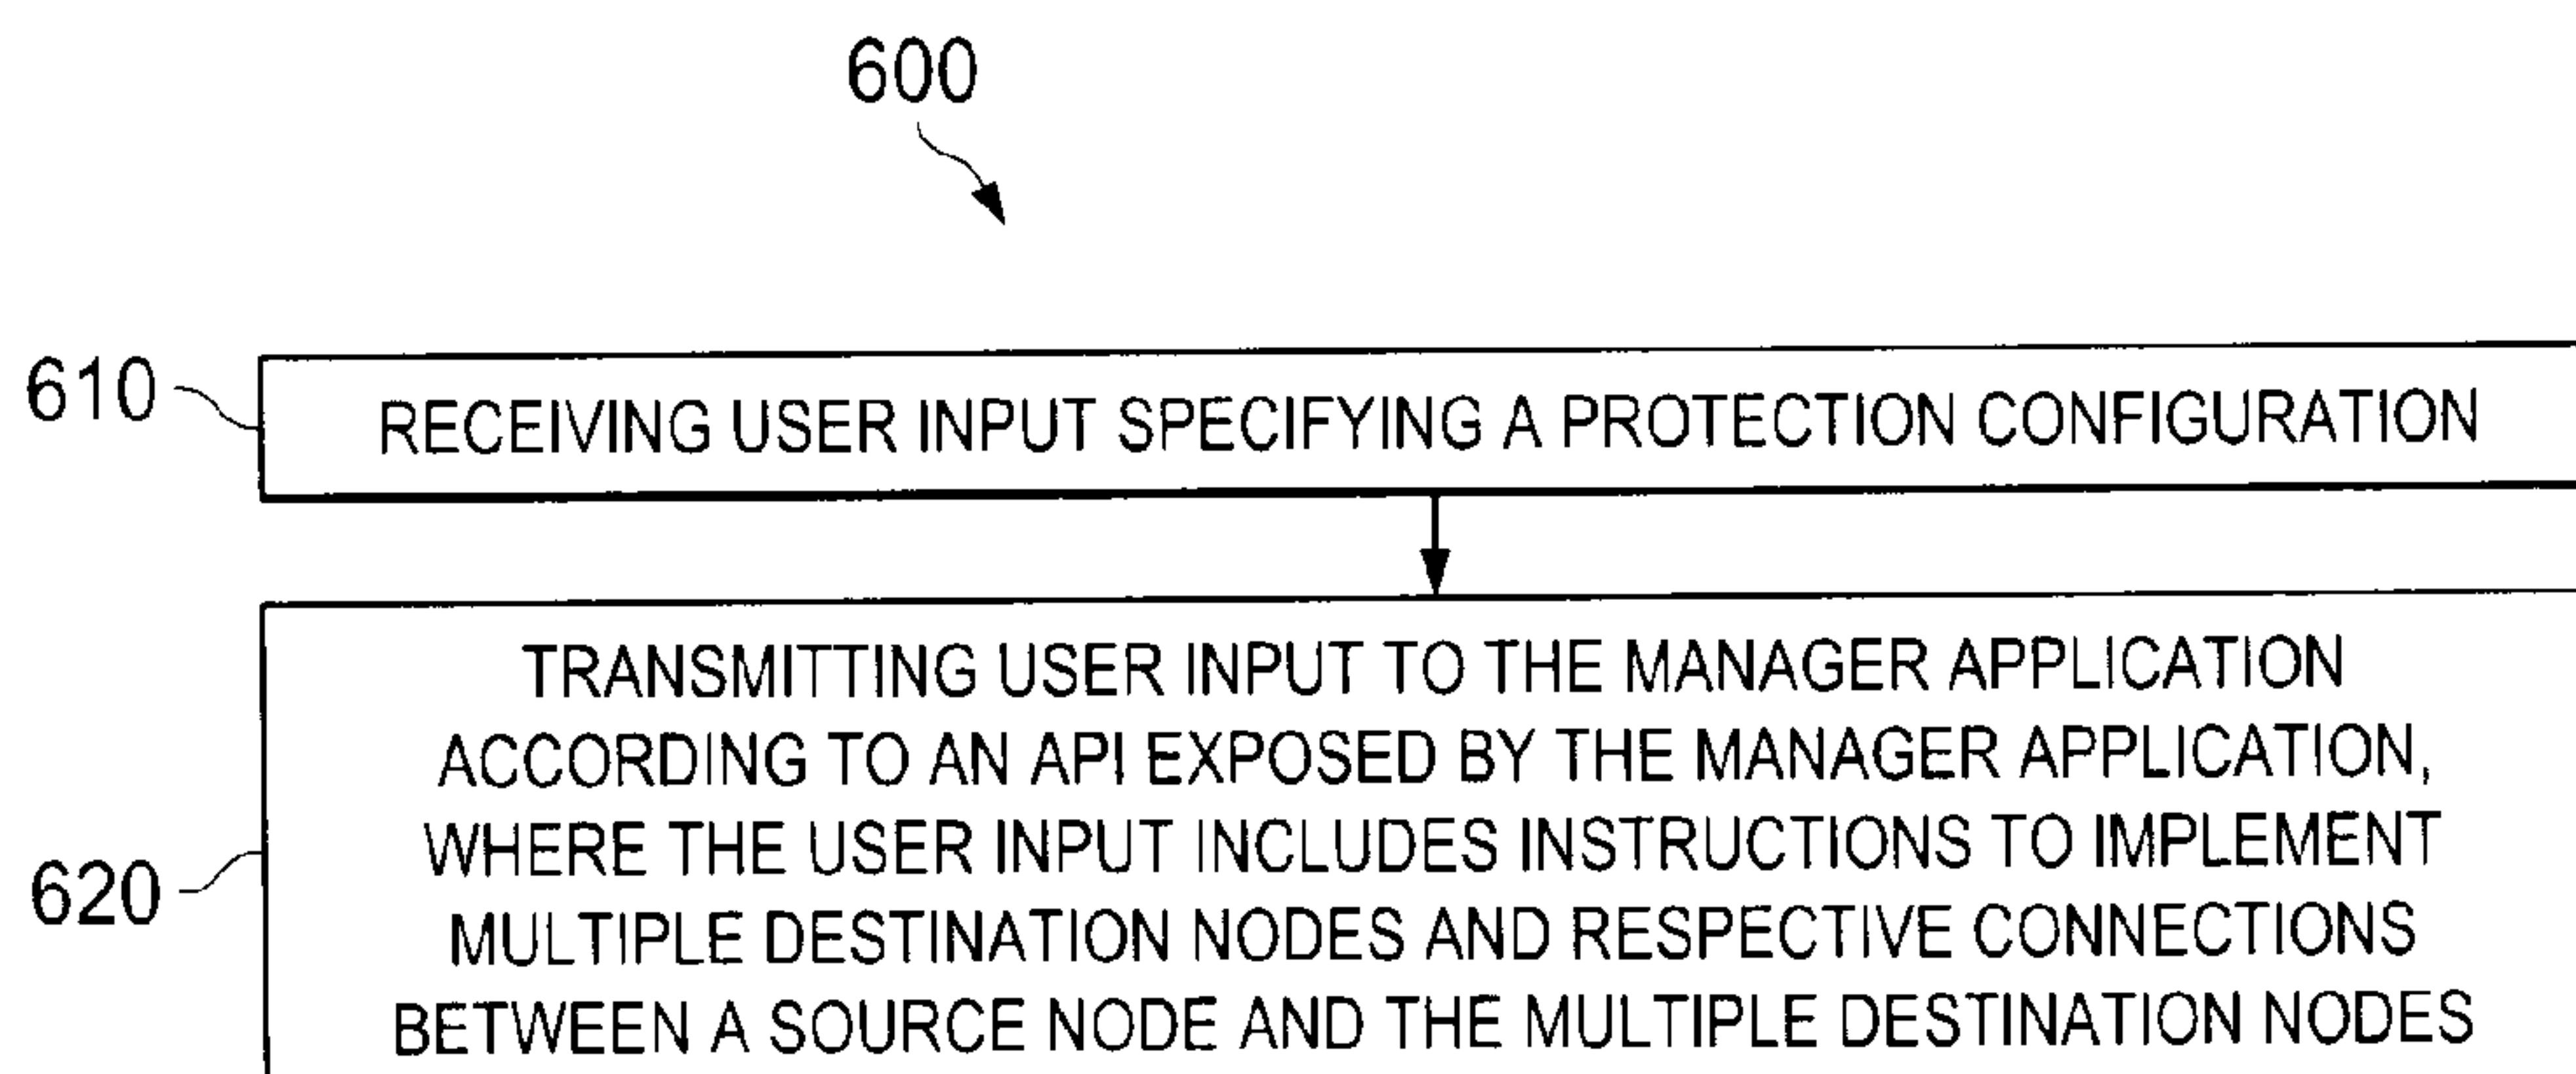 600
610
RECEIVING USER INPUT SPECIFYING A PROTECTION CONFIGURATION
620
TRANSMITTING USER INPUT TO THE MANAGER APPLICATION
ACCORDING TO AN API EXPOSED BY THE MANAGER APPLICATION,
WHERE THE USER INPUT INCLUDES INSTRUCTIONS TO IMPLEMENT
MULTIPLE DESTINATION NODES AND RESPECTIVE CONNECTIONS
BETWEEN A SOURCE NODE AND THE MULTIPLE DESTINATION NODES